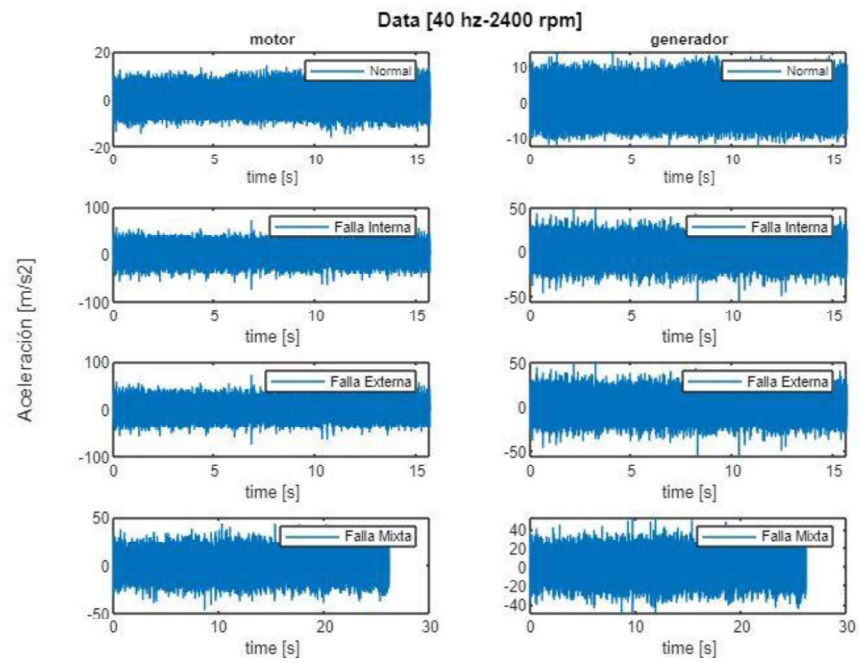 Data [40 hz-2400 rpm]
motor
generador
20
0
-20
Normal
0 5 10 15
time [s]
10
0
-10
Normal
0 5 10 15
time [s]
Aceleración [m/s2]
100
0
-100
Falla Interna
0 5 10 15
time [s]
50
0
-50
Falla Interna
0 5 10 15
time [s]
100
0
-100
Falla Externa
0 5 10 15
time [s]
50
0
-50
Falla Externa
0 5 10 15
time [s]
50
0
-50
Falla Mixta
0 10 20 30
time [s]
40
20
0
-20
-40
Falla Mixta
0 10 20 30
time [s]